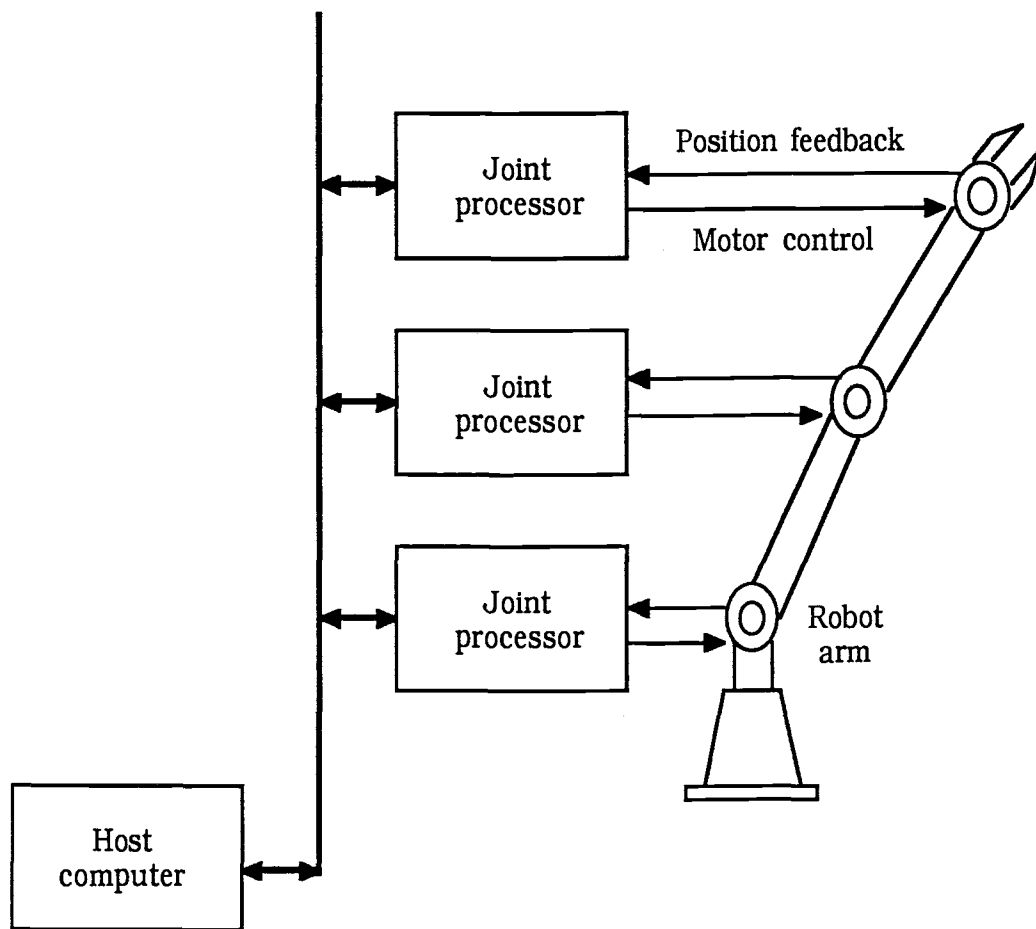 Joint
processor
Position feedback
Motor control
Joint
processor
Joint
processor
Robot
arm
Host
computer